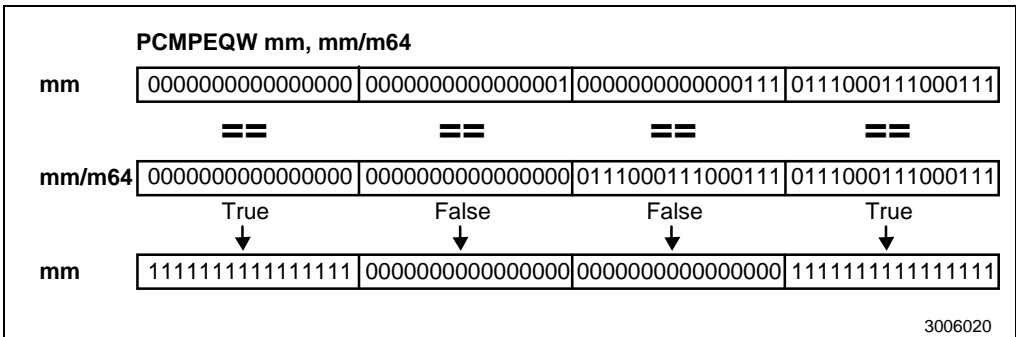 PCMPEQW mm, mm/m64
mm 0000000000000000 0000000000000001 0000000000000111 0111000111000111
== == == ==
mm/m64 0000000000000000 0000000000000000 0111000111000111 0111000111000111
True False False True
mm 1111111111111111 0000000000000000 0000000000000000 1111111111111111
3006020